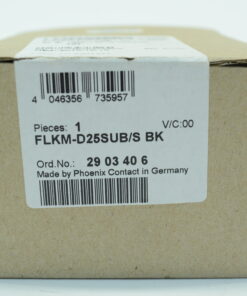 4 046356 735957
Pieces: 1 V/C:00
FLKM-D25SUB/S BK
Ord.No.: 29 03 40 6
Made by Phoenix Contact in Germany